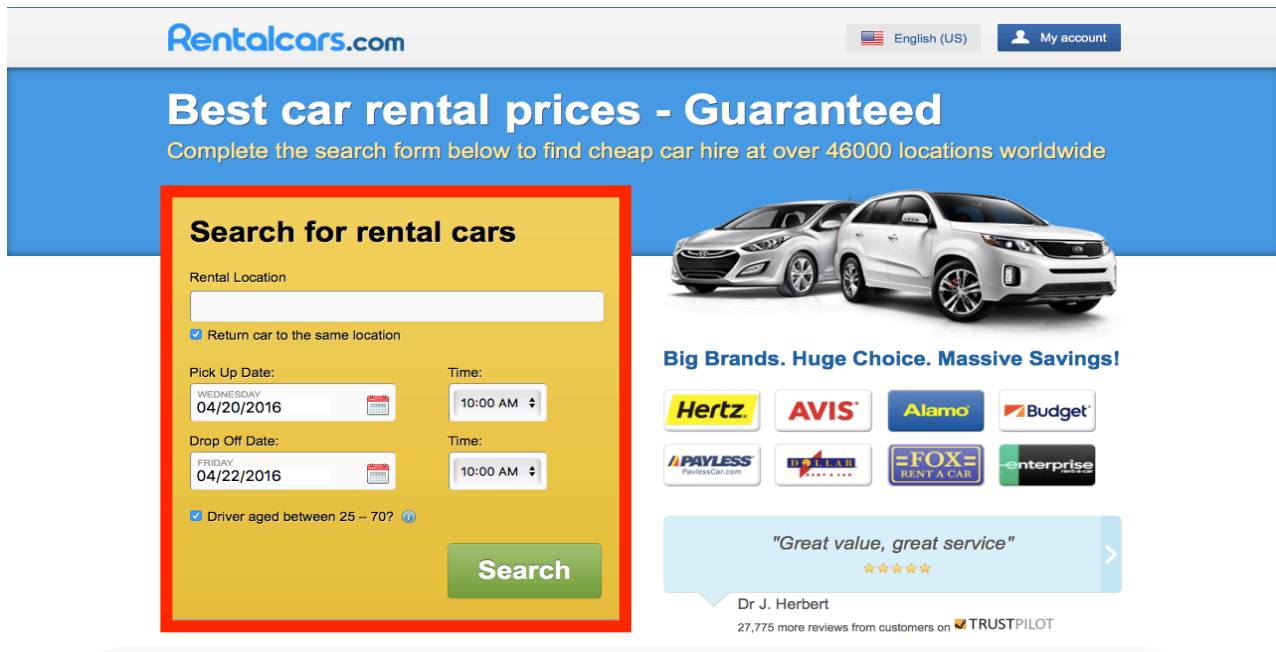 Rentalcars.com
English (US)
My account
Best car rental prices - Guaranteed
Complete the search form below to find cheap car hire at over 46000 locations worldwide
Search for rental cars
Rental Location
Return car to the same location
Pick Up Date:
Time:
WEDNESDAY
04/20/2016
10:00 AM
Drop Off Date:
Time:
FRIDAY
04/22/2016
10:00 AM
Driver aged between 25 – 70?
Search
Big Brands. Huge Choice. Massive Savings!
Hertz.
AVIS
Alamo
Budget
PAYLESS
PaylessCar.com
DOLLAR
RENT A CAR
FOX
RENT A CAR
enterprise
rent-a-car
"Great value, great service"
Dr J. Herbert
27,775 more reviews from customers on TRUSTPILOT